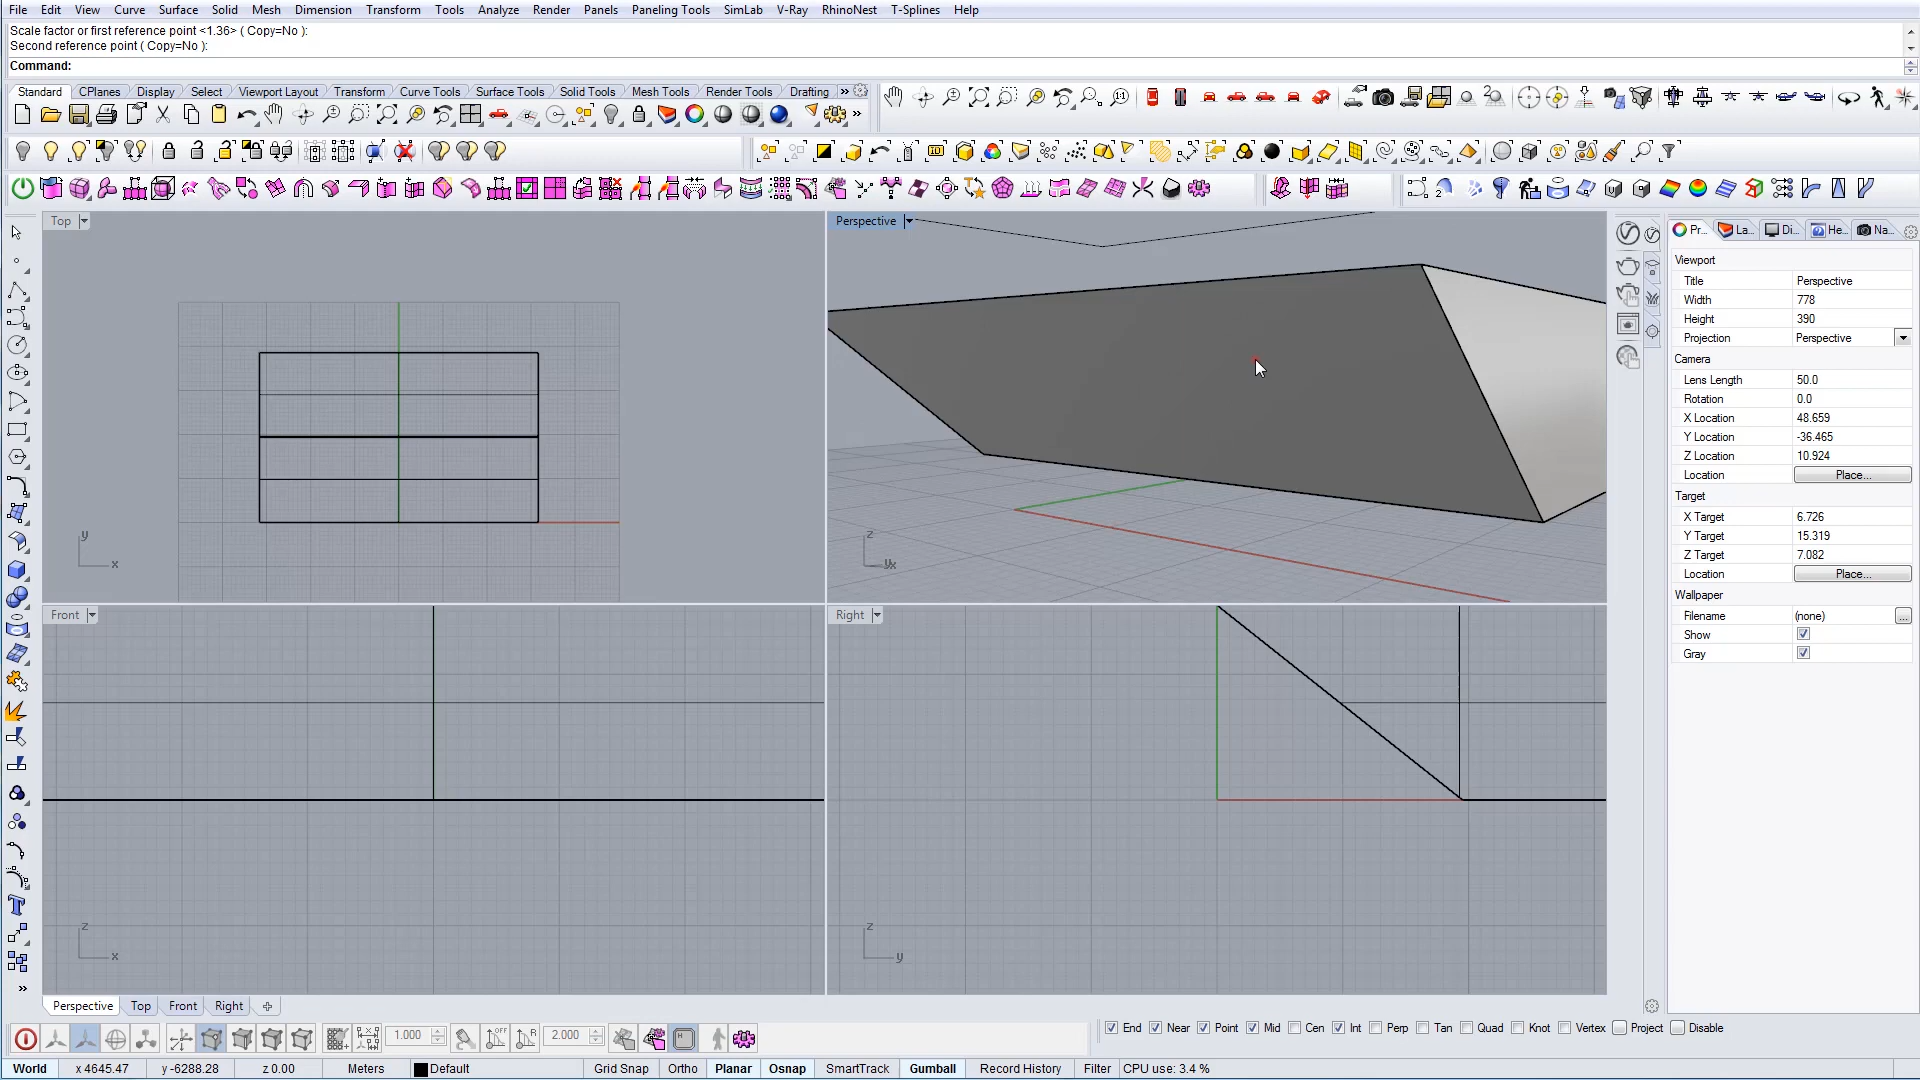 File Edit View Curve Surface Solid Mesh Dimension Transform Tools Analyze Render Panels Paneling Tools SimLab V-Ray RhinoNest T-Splines Help
Scale factor or first reference point <1.36> ( Copy=No ):
Second reference point ( Copy=No ):
Command:
Standard CPlanes Display Select Viewport Layout Transform Curve Tools Surface Tools Solid Tools Mesh Tools Render Tools Drafting »
Top
Perspective
Pr... La... Di... He... Na...
Viewport
Title Perspective
Width 778
Height 390
Projection Perspective
Camera
Lens Length 50.0
Rotation 0.0
X Location 48.659
Y Location -36.465
Z Location 10.924
Location Place...
Target
X Target 6.726
Y Target 15.319
Z Target 7.082
Location Place...
Wallpaper
Filename (none) ...
Show
Gray
y
x
z
Front
Right
z
x
z
y
Perspective Top Front Right
1.000 2.000
End Near Point Mid Cen Int Perp Tan Quad Knot Vertex Project Disable
World x 4645.47 y -6288.28 z 0.00 Meters Default Grid Snap Ortho Planar Osnap SmartTrack Gumball Record History Filter CPU use: 3.4 %